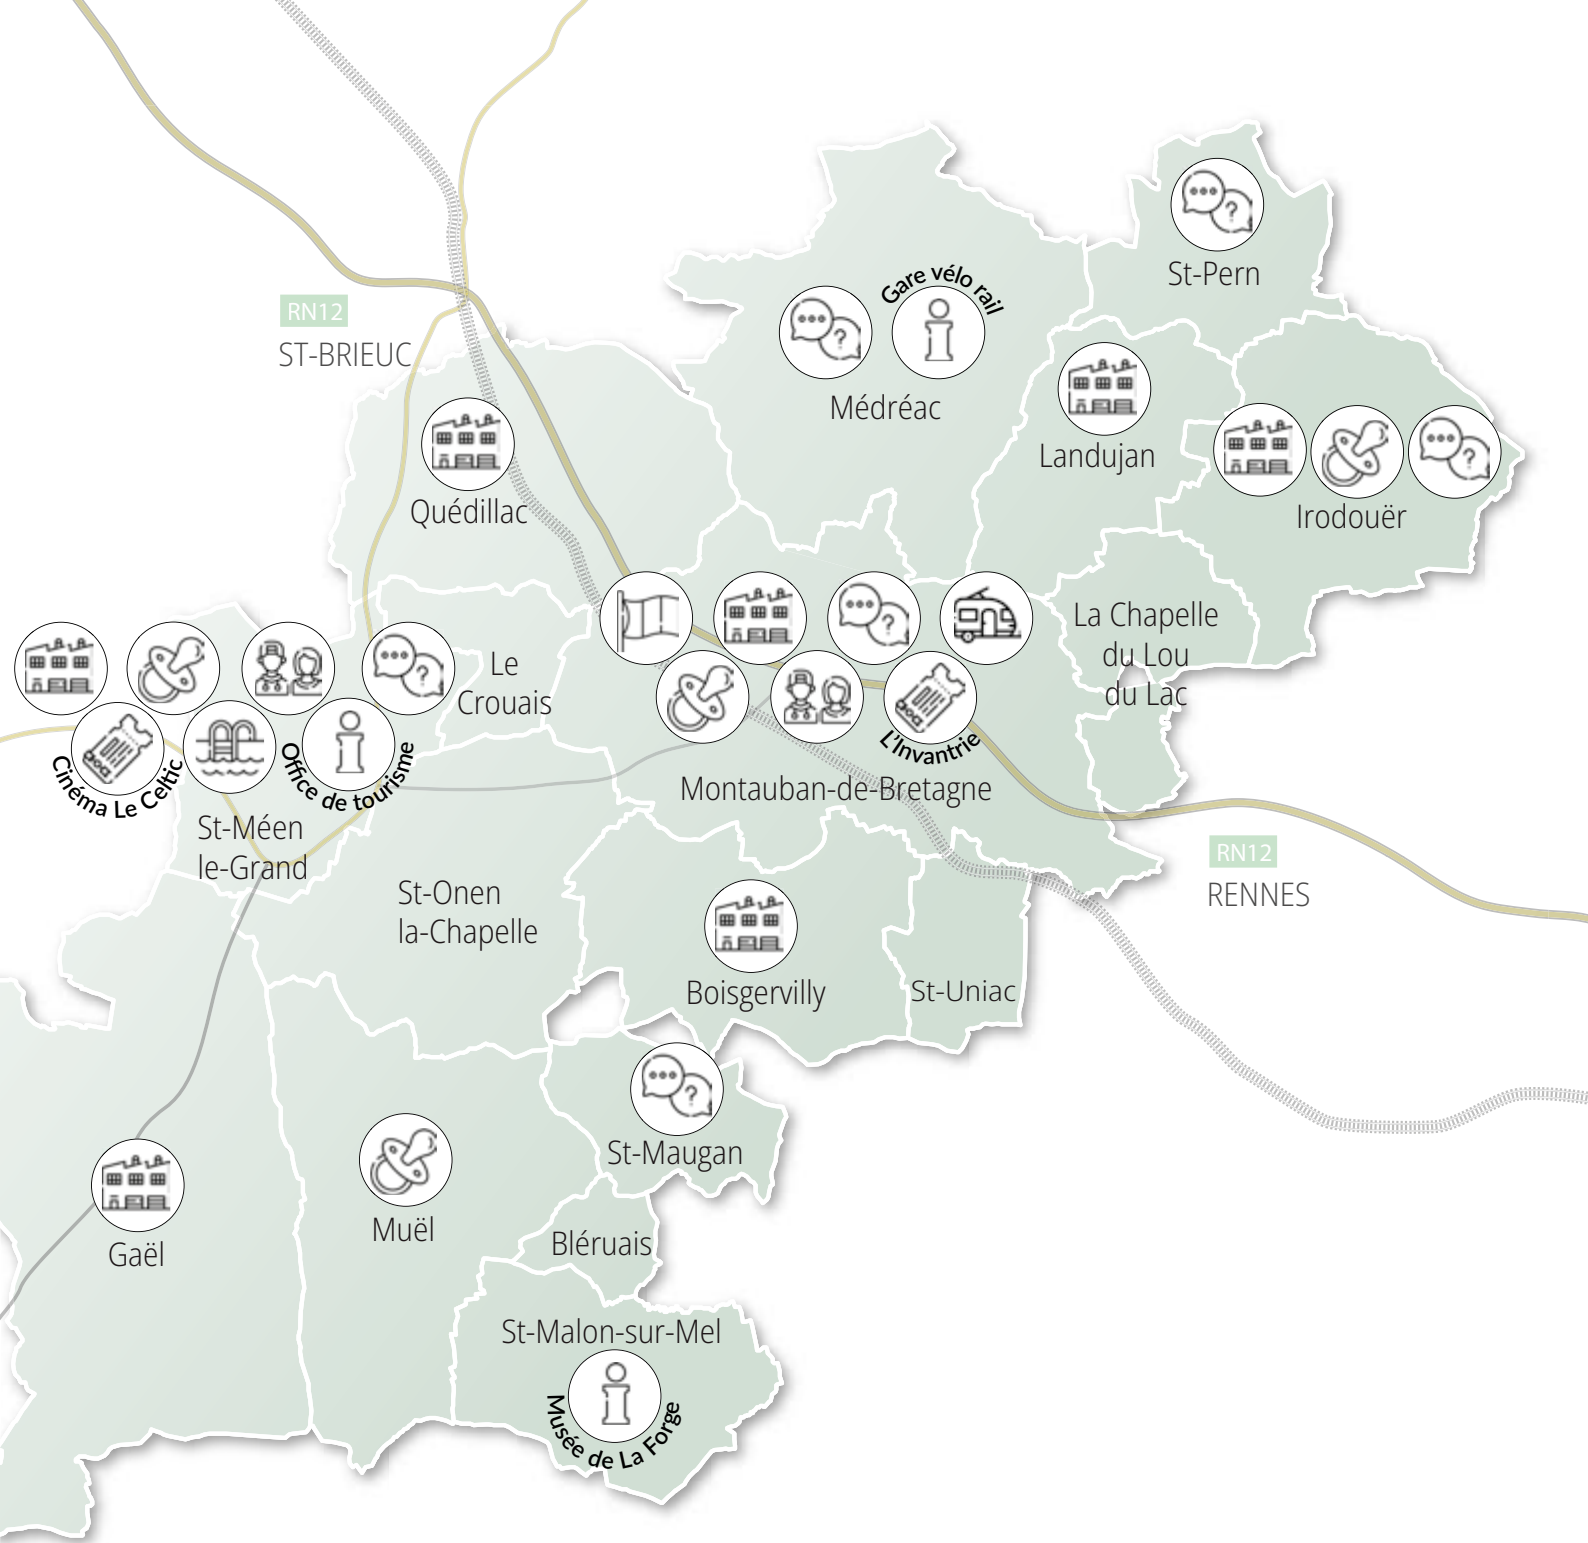 St-Pern
Gare vélo rail
RN12
ST-BRIEUC
Médréac
Landujan
Quédillac
Irodouër
La Chapelle
du Lou
du Lac
Le
Crouais
L'Invantrie
Cinéma Le Celtic
Office de tourisme
Montauban-de-Bretagne
St-Méen
le-Grand
RN12
RENNES
St-Onen
la-Chapelle
Boisgervilly
St-Uniac
St-Maugan
Muël
Gaël
Bléruais
St-Malon-sur-Mel
Musée de La Forge